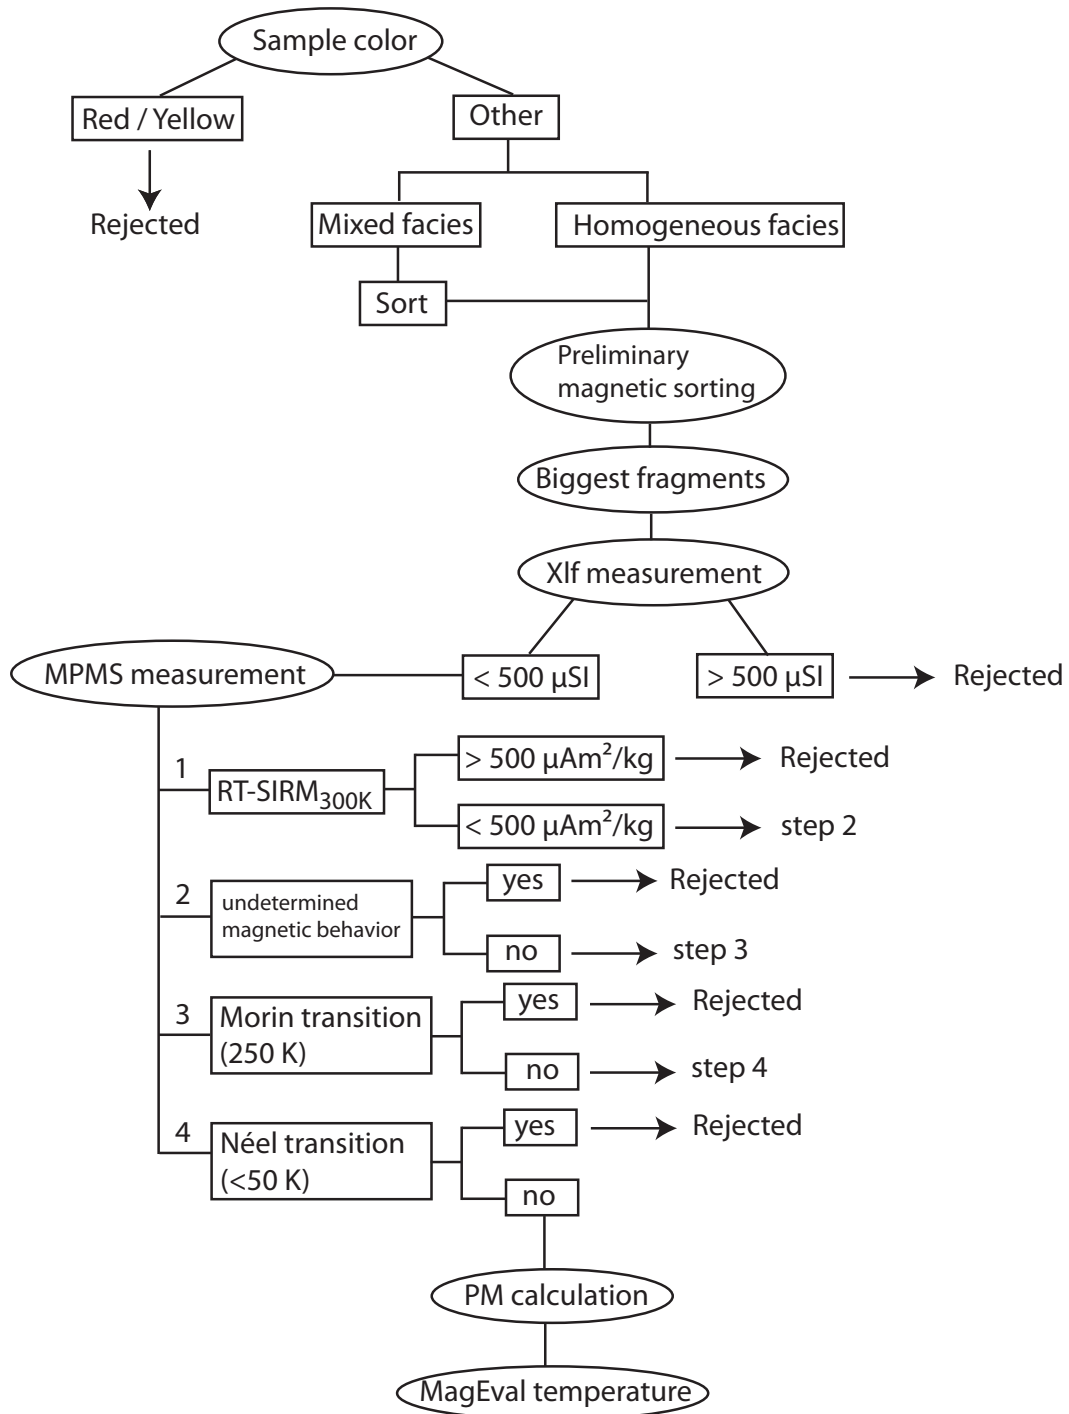 Sample color
Red / Yellow
Other
Rejected
Mixed facies
Homogeneous facies
Sort
Preliminary
magnetic sorting
Biggest fragments
Xlf measurement
MPMS measurement
< 500 µSI
> 500 µSI
Rejected
1
RT-SIRM300K
> 500 µAm²/kg
Rejected
< 500 µAm²/kg
step 2
2
undetermined
magnetic behavior
yes
Rejected
no
step 3
3
Morin transition
(250 K)
yes
Rejected
no
step 4
4
Néel transition
(<50 K)
yes
Rejected
no
PM calculation
MagEval temperature